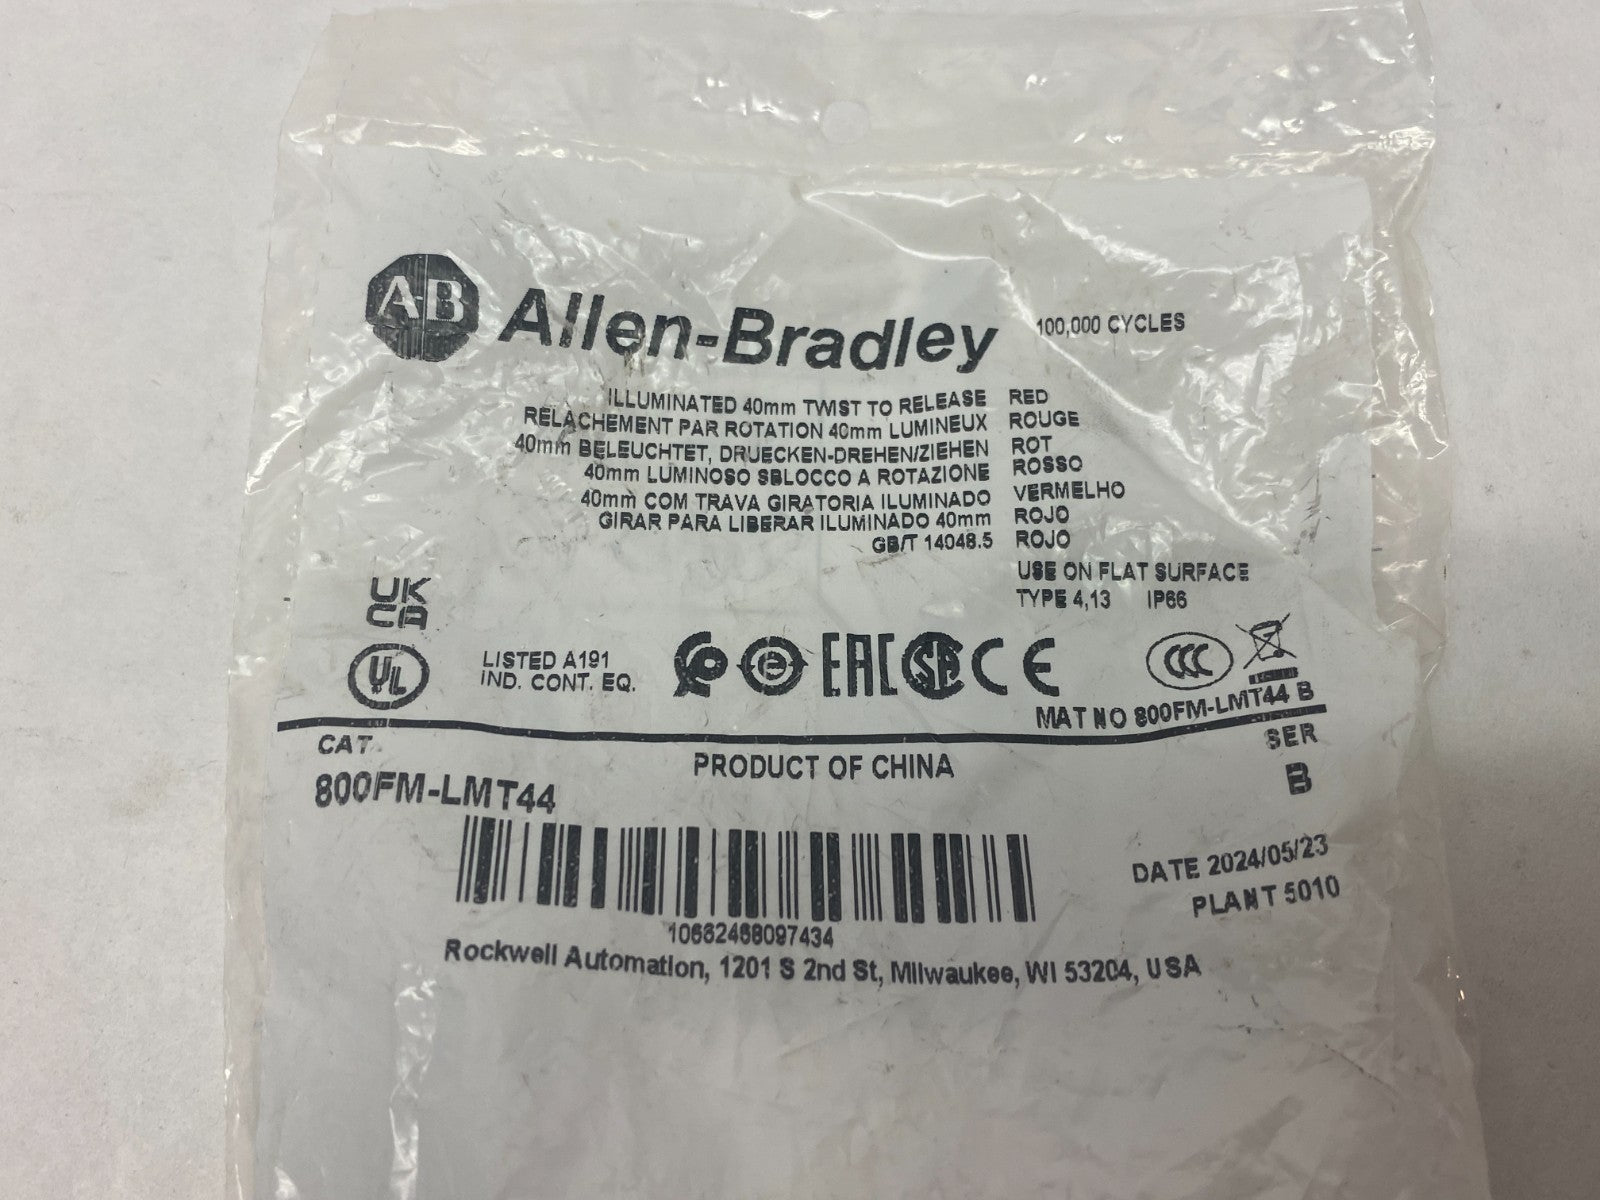 A-B Allen-Bradley 100,000 CYCLES
ILLUMINATED 40mm TWIST TO RELEASE RED
RELACHEMENT PAR ROTATION 40mm LUMINEUX ROUGE
40mm BELEUCHTET, DRUECKEN-DREHEN/ZIEHEN ROT
40mm LUMINOSO SBLOCCO A ROTAZIONE ROSSO
40mm COM TRAVA GIRATORIA ILUMINADO VERMELHO
GIRAR PARA LIBERAR ILUMINADO 40mm ROJO
GB/T 14048.5 ROJO
USE ON FLAT SURFACE
TYPE 4,13 IP66
UK
CA
UL LISTED A191
IND. CONT. EQ.
e EAC SA CE CCC
MAT NO 800FM-LMT44 B
CAT PRODUCT OF CHINA SER
800FM-LMT44 B
DATE 2024/05/23
PLANT 5010
10662468097434
Rockwell Automation, 1201 S 2nd St, Milwaukee, WI 53204, USA